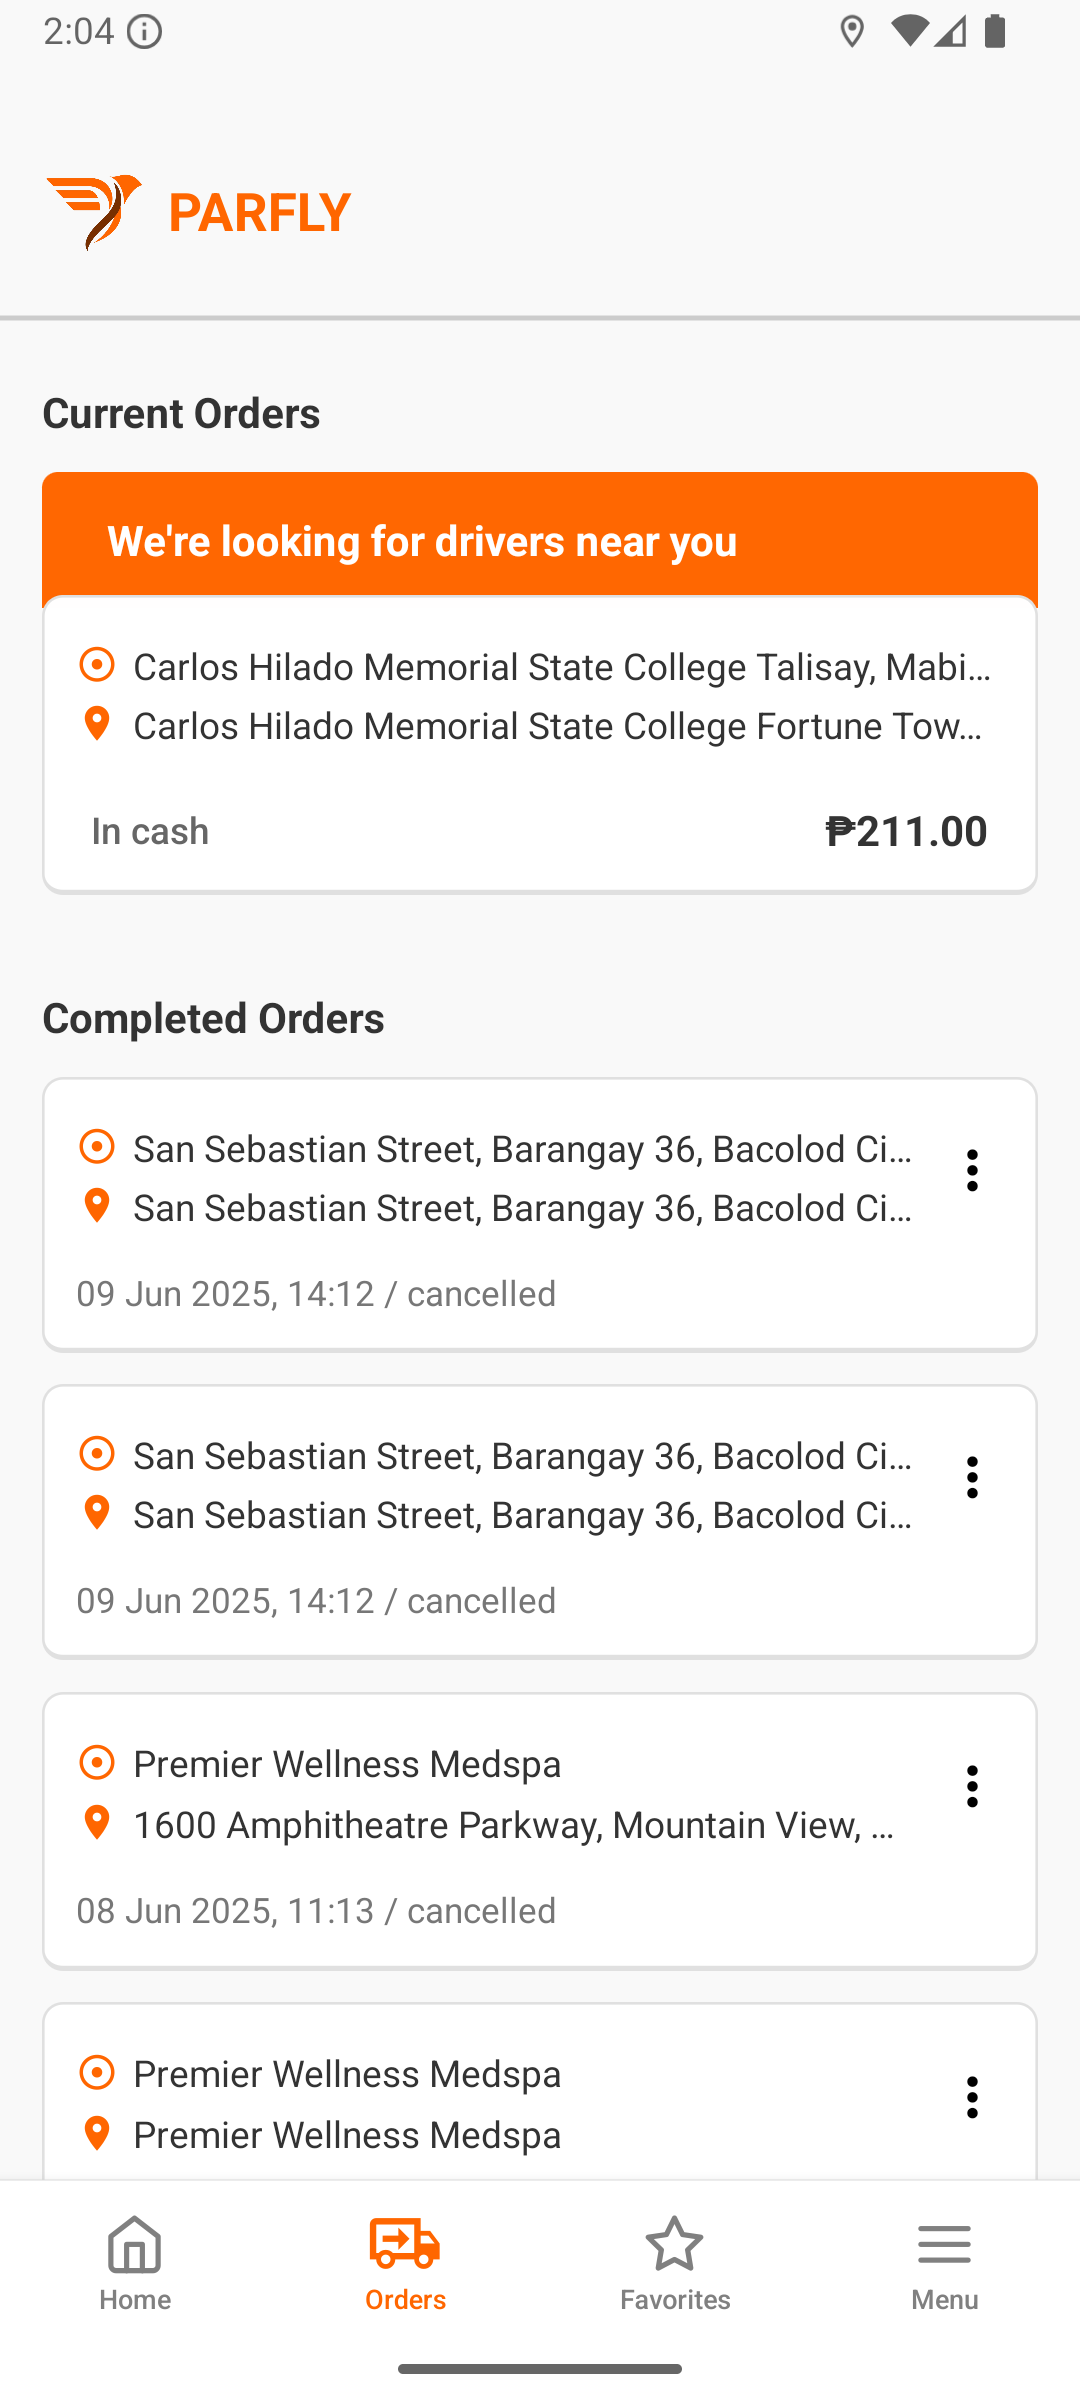 2:04
PARFLY
Current Orders
We're looking for drivers near you
Carlos Hilado Memorial State College Talisay, Mabi...
Carlos Hilado Memorial State College Fortune Tow...
In cash
₱211.00
Completed Orders
San Sebastian Street, Barangay 36, Bacolod Ci...
San Sebastian Street, Barangay 36, Bacolod Ci...
09 Jun 2025, 14:12 / cancelled
San Sebastian Street, Barangay 36, Bacolod Ci...
San Sebastian Street, Barangay 36, Bacolod Ci...
09 Jun 2025, 14:12 / cancelled
Premier Wellness Medspa
1600 Amphitheatre Parkway, Mountain View, ...
08 Jun 2025, 11:13 / cancelled
Premier Wellness Medspa
Premier Wellness Medspa
Home
Orders
Favorites
Menu